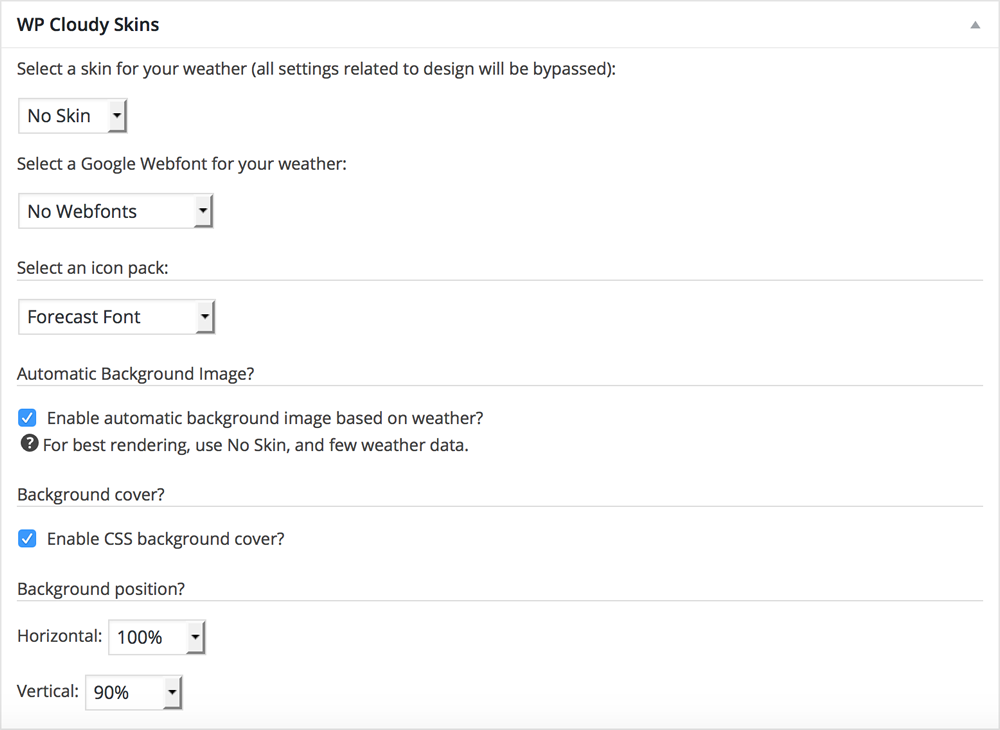 WP Cloudy Skins
Select a skin for your weather (all settings related to design will be bypassed):
No Skin
Select a Google Webfont for your weather:
No Webfonts
Select an icon pack:
Forecast Font
Automatic Background Image?
Enable automatic background image based on weather?
? For best rendering, use No Skin, and few weather data.
Background cover?
Enable CSS background cover?
Background position?
Horizontal: 100%
Vertical: 90%